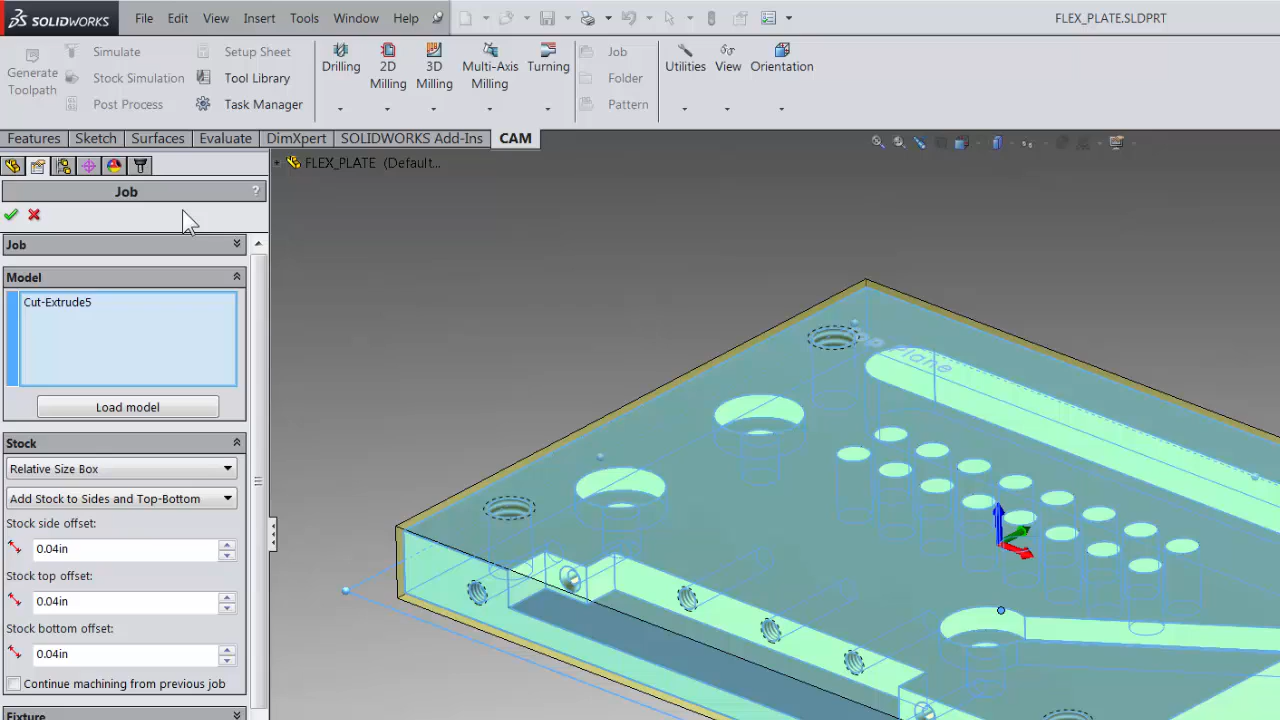 SOLIDWORKS File Edit View Insert Tools Window Help FLEX_PLATE.SLDPRT
Generate Toolpath
Simulate
Stock Simulation
Post Process
Setup Sheet
Tool Library
Task Manager
Drilling
2D Milling
3D Milling
Multi-Axis Milling
Turning
Job
Folder
Pattern
Utilities
View
Orientation
Features Sketch Surfaces Evaluate DimXpert SOLIDWORKS Add-Ins CAM
FLEX_PLATE (Default...
Job ?
Job
Model
Cut-Extrude5
Load model
Stock
Relative Size Box
Add Stock to Sides and Top-Bottom
Stock side offset:
0.04in
Stock top offset:
0.04in
Stock bottom offset:
0.04in
Continue machining from previous job
Fixture
Plane